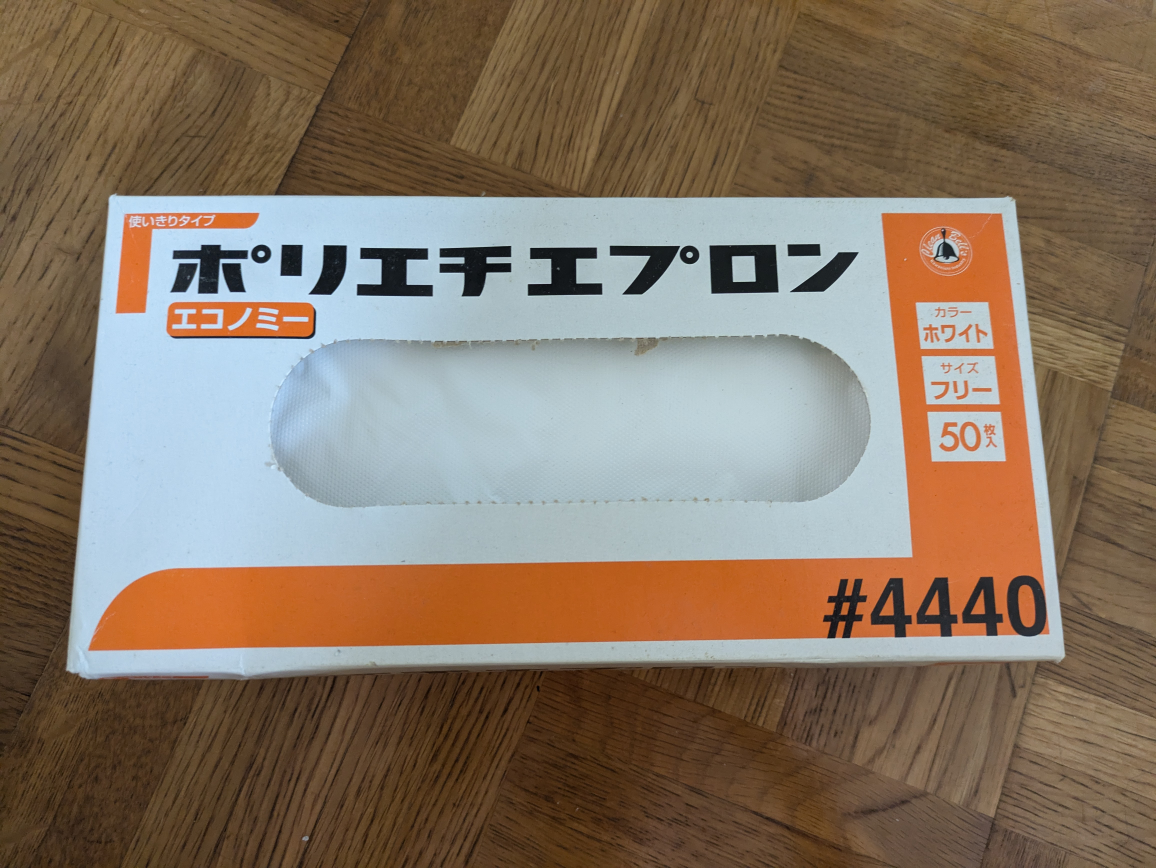 使いきりタイプ
ポリエチエプロン
エコノミー
Clean Bell's
カラー
ホワイト
サイズ
フリー
50枚入
#4440